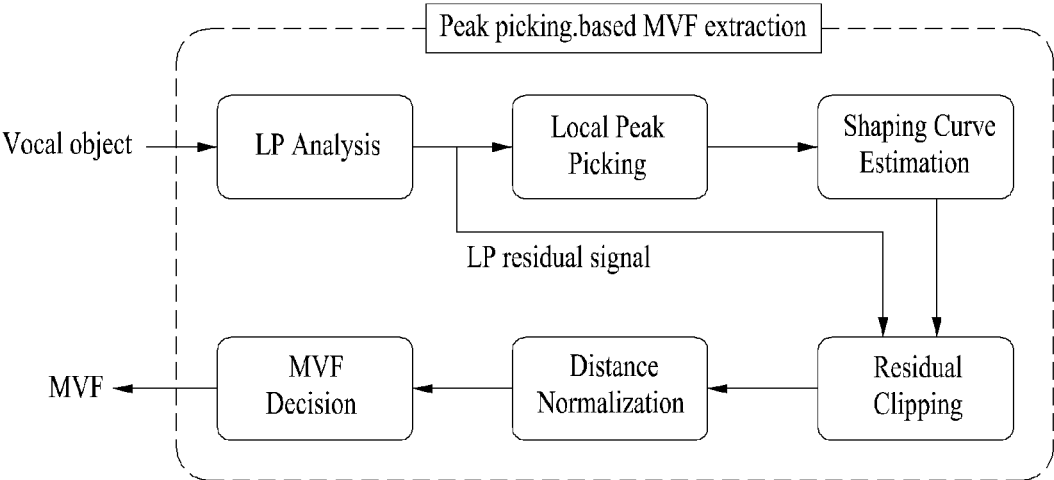 Peak picking.based MVF extraction
Vocal object
LP Analysis
Local Peak
Picking
Shaping Curve
Estimation
LP residual signal
MVF
MVF
Decision
Distance
Normalization
Residual
Clipping